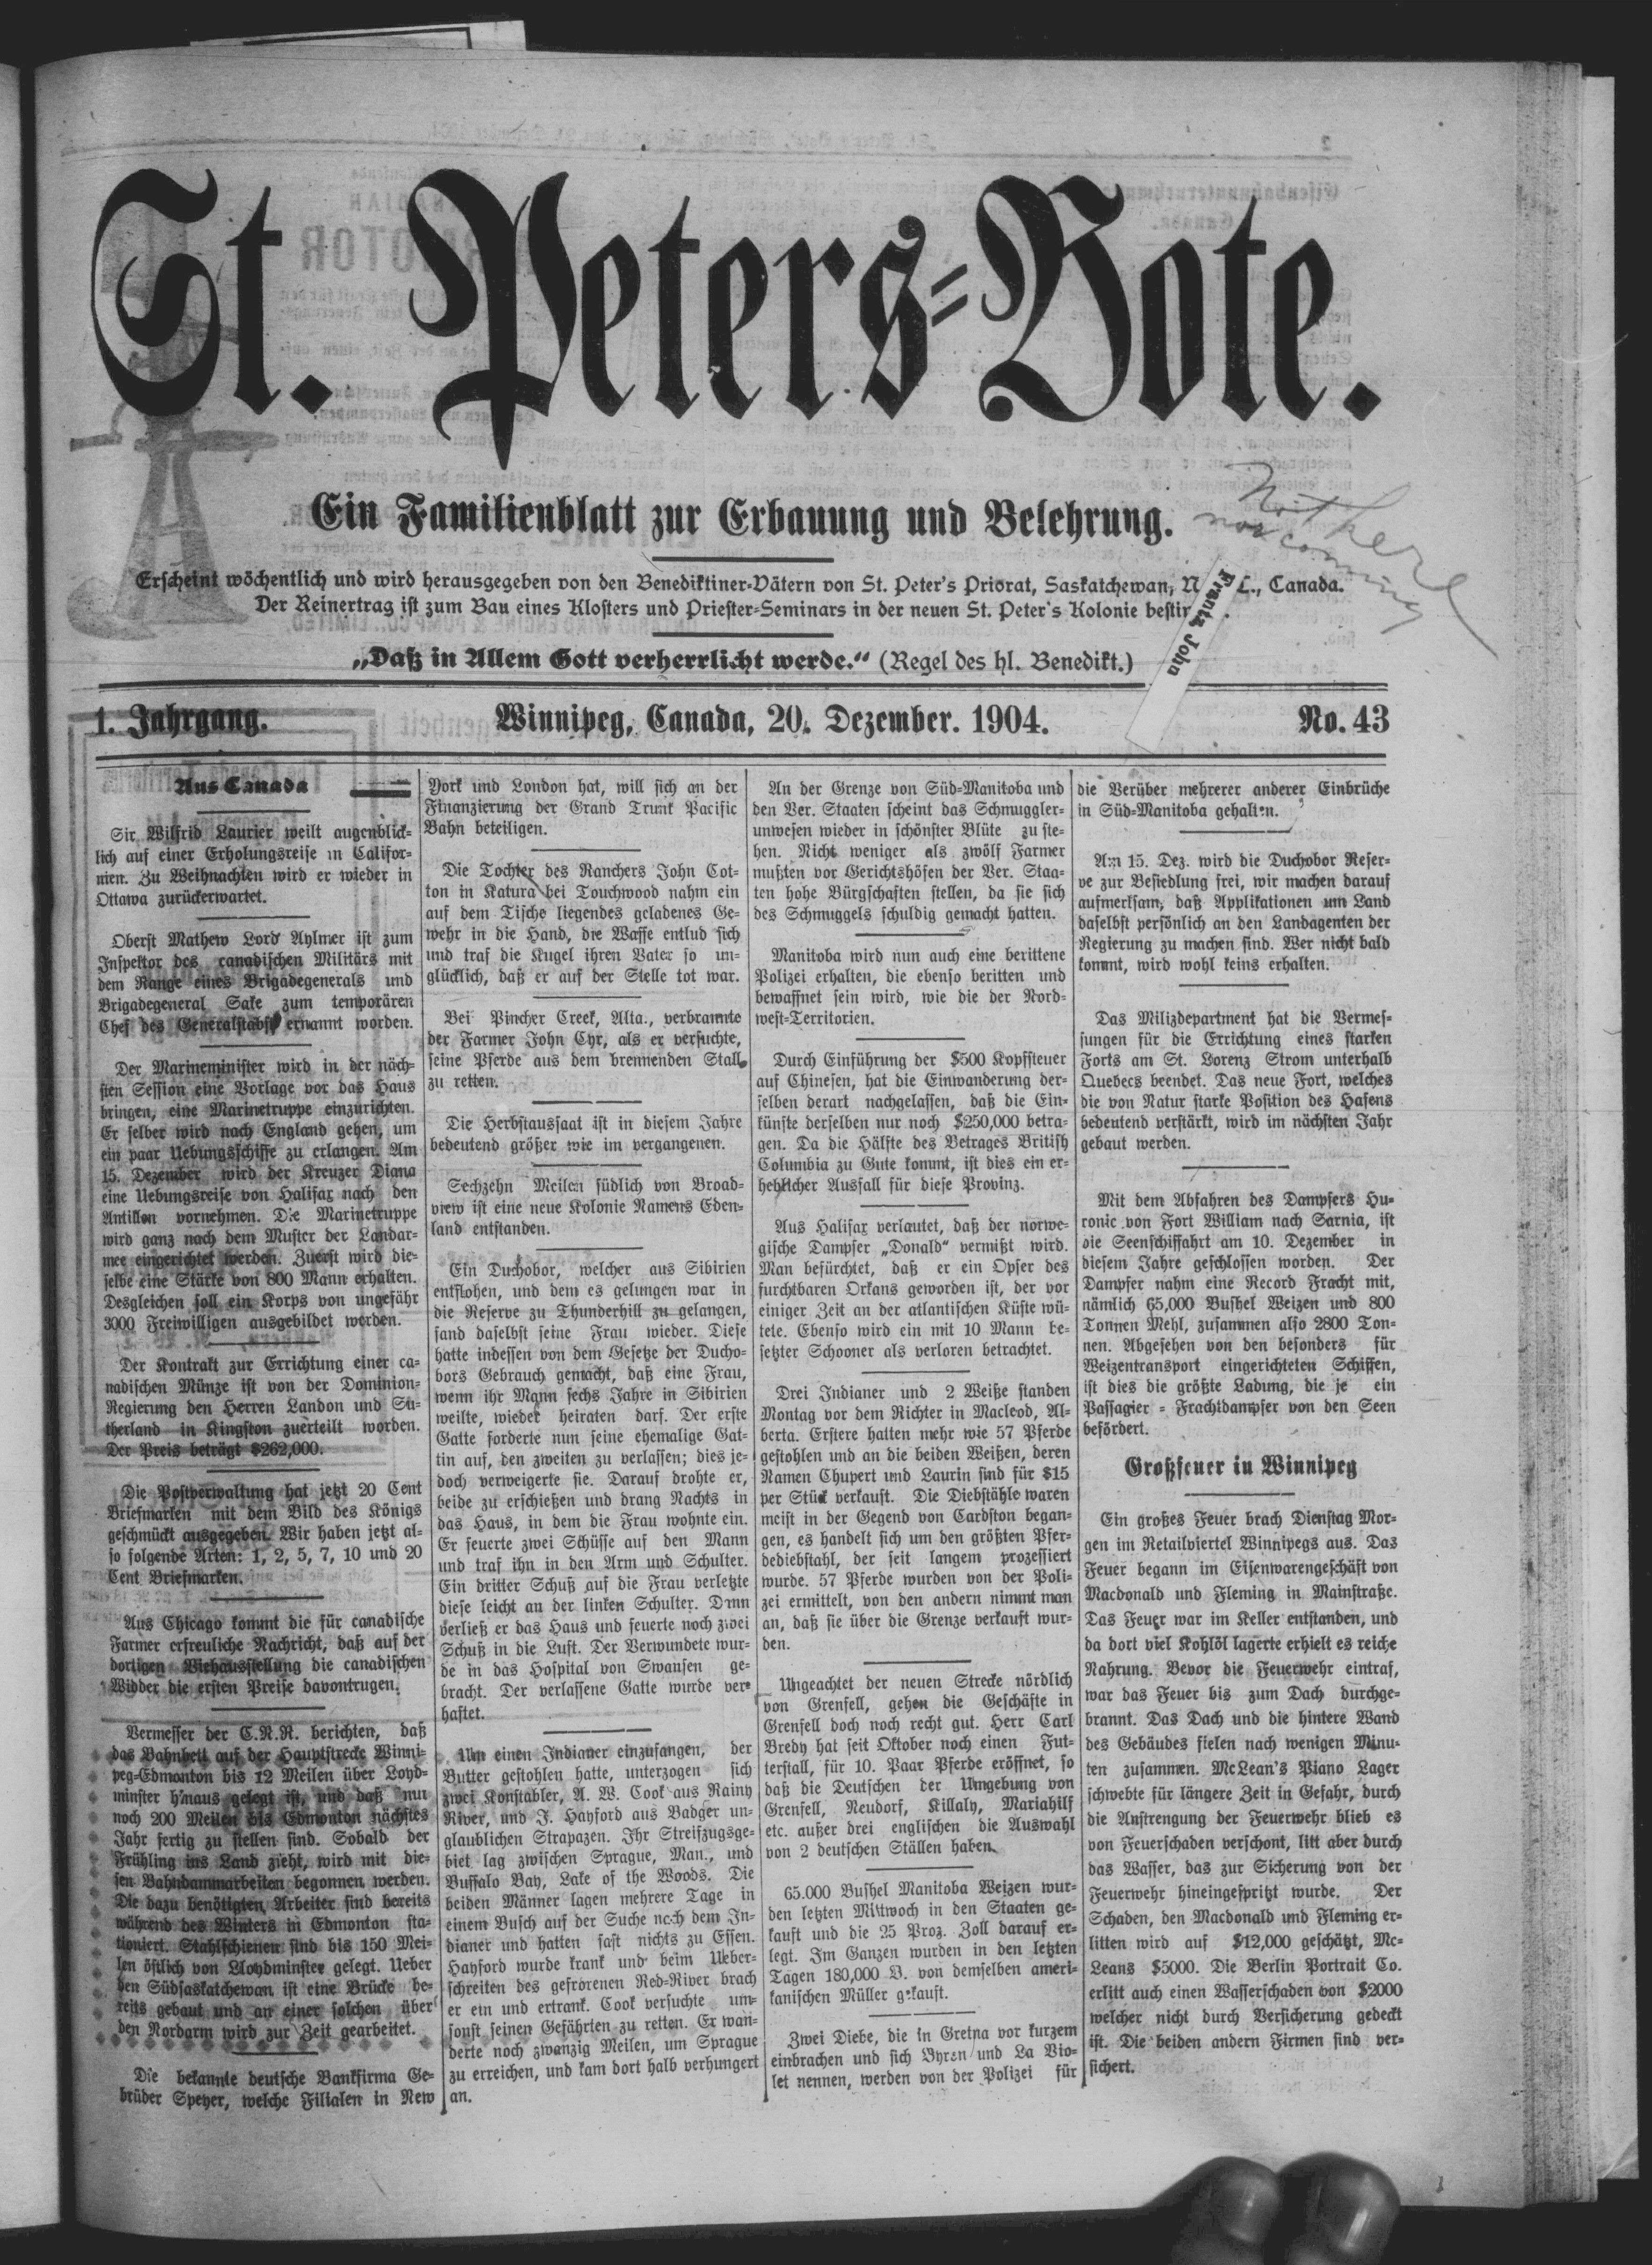 St. Peters-Bote.
Ein Familienblatt zur Erbauung und Belehrung.
Not here
nor coming
Erscheint wöchentlich und wird herausgegeben von den Benediktiner-Vätern von St. Peter's Priorat, Saskatchewan, N L., Canada.
Der Reinertrag ist zum Bau eines Klosters und Priester-Seminars in der neuen St. Peter's Kolonie bestim .
Frantz John
„Daß in Allem Gott verherrlicht werde.“ (Regel des hl. Benedikt.)
1. Jahrgang. Winnipeg, Canada, 20. Dezember. 1904. No. 43
Aus Canada
Sir Wilfrid Laurier weilt augenblick-
lich auf einer Erholungsreise in Califor-
nien. Zu Weihnachten wird er wieder in
Ottawa zurückerwartet.
Oberst Mathew Lord Aylmer ist zum
Inspektor des canadischen Militärs mit
dem Range eines Brigadegenerals und
Brigadegeneral Sake zum temporären
Chef des Generalstabs ernannt worden.
Der Marineminister wird in der näch-
sten Session eine Vorlage vor das Haus
bringen, eine Marinetruppe einzurichten.
Er selber wird nach England gehen, um
ein paar Uebungsschiffe zu erlangen. Am
15. Dezember wird der Kreuzer Diana
eine Uebungsreise von Halifax nach den
Antillen vornehmen. Die Marinetruppe
wird ganz nach dem Muster der Landar-
mee eingerichtet werden. Zuerst wird die-
selbe eine Stärke von 800 Mann erhalten.
Desgleichen soll ein Korps von ungefähr
3000 Freiwilligen ausgebildet werden.
Der Kontrakt zur Errichtung einer ca-
nadischen Münze ist von der Dominion-
Regierung den Herren Landon und Su-
therland in Kingston zuerteilt worden.
Der Preis beträgt $262,000.
Die Postverwaltung hat jetzt 20 Cent
Briefmarken mit dem Bild des Königs
geschmückt ausgegeben. Wir haben jetzt al-
so folgende Arten: 1, 2, 5, 7, 10 und 20
Cent Briefmarken.
Aus Chicago kommt die für canadische
Farmer erfreuliche Nachricht, daß auf der
dortigen Viehausstellung die canadischen
Widder die ersten Preise davontrugen.
Vermesser der C.N.R. berichten, daß
das Bahnbett auf der Hauptstrecke Winni-
peg-Edmonton bis 12 Meilen über Loyd-
minster h'naus gelegt ist, und daß nun
noch 200 Meilen bis Edmonton nächstes
Jahr fertig zu stellen sind. Sobald der
Frühling ins Land zieht, wird mit die-
sen Bahndammarbeiten begonnen werden.
Die dazu benötigten Arbeiter sind bereits
während des Winters in Edmonton sta-
tioniert. Stahlschienen sind bis 150 Mei-
len östlich von Lloydminster gelegt. Ueber
den Südsaskatchewan ist eine Brücke be-
reits gebaut und an einer solchen über
den Nordarm wird zur Zeit gearbeitet.
Die bekannte deutsche Bankfirma Ge-
brüder Speyer, welche Filialen in New
York und London hat, will sich an der
Finanzierung der Grand Trunk Pacific
Bahn beteiligen.
Die Tochter des Ranchers John Cot-
ton in Katura bei Touchwood nahm ein
auf dem Tische liegendes geladenes Ge-
wehr in die Hand, die Waffe entlud sich
und traf die Kugel ihren Vater so un-
glücklich, daß er auf der Stelle tot war.
Bei Pincher Creek, Alta., verbrannte
der Farmer John Cyr, als er versuchte,
seine Pferde aus dem brennenden Stall
zu retten.
Die Herbstaussaat ist in diesem Jahre
bedeutend größer wie im vergangenen.
Sechzehn Meilen südlich von Broad-
view ist eine neue Kolonie Namens Eden-
land entstanden.
Ein Duchobor, welcher aus Sibirien
entflohen, und dem es gelungen war in
die Reserve zu Thunderhill zu gelangen,
fand daselbst seine Frau wieder. Diese
hatte indessen von dem Gesetze der Ducho-
bors Gebrauch gemacht, daß eine Frau,
wenn ihr Mann sechs Jahre in Sibirien
weilte, wieder heiraten darf. Der erste
Gatte forderte nun seine ehemalige Gat-
tin auf, den zweiten zu verlassen; dies je-
doch verweigerte sie. Darauf drohte er,
beide zu erschießen und drang Nachts in
das Haus, in dem die Frau wohnte ein.
Er feuerte zwei Schüsse auf den Mann
und traf ihn in den Arm und Schulter.
Ein dritter Schuß auf die Frau verletzte
diese leicht an der linken Schulter. Dann
verließ er das Haus und feuerte noch zwei
Schuß in die Luft. Der Verwundete wur-
de in das Hospital von Swansen ge-
bracht. Der verlassene Gatte wurde ver-
haftet.
Um einen Indianer einzufangen, der
Butter gestohlen hatte, unterzogen sich
zwei Konstabler, A. W. Cook aus Rainy
River, und J. Hayford aus Badger un-
glaublichen Strapazen. Ihr Streifzugsge-
biet lag zwischen Sprague, Man., und
Buffalo Bay, Lake of the Woods. Die
beiden Männer lagen mehrere Tage in
einem Busch auf der Suche nach dem In-
dianer und hatten fast nichts zu Essen.
Hayford wurde krank und beim Ueber-
schreiten des gefrorenen Red-River brach
er ein und ertrank. Cook versuchte um-
sonst seinen Gefährten zu retten. Er wan-
derte noch zwanzig Meilen, um Sprague
zu erreichen, und kam dort halb verhungert
an.
An der Grenze von Süd-Manitoba und
den Ver. Staaten scheint das Schmuggler-
unwesen wieder in schönster Blüte zu ste-
hen. Nicht weniger als zwölf Farmer
mußten vor Gerichtshöfen der Ver. Staa-
ten hohe Bürgschaften stellen, da sie sich
des Schmuggels schuldig gemacht hatten.
Manitoba wird nun auch eine berittene
Polizei erhalten, die ebenso beritten und
bewaffnet sein wird, wie die der Nord-
west-Territorien.
Durch Einführung der $500 Kopfsteuer
auf Chinesen, hat die Einwanderung der-
selben derart nachgelassen, daß die Ein-
künfte derselben nur noch $250,000 betra-
gen. Da die Hälfte des Betrages British
Columbia zu Gute kommt, ist dies ein er-
heblicher Ausfall für diese Provinz.
Aus Halifax verlautet, daß der norwe-
gische Dampfer „Donald“ vermißt wird.
Man befürchtet, daß er ein Opfer des
furchtbaren Orkans geworden ist, der vor
einiger Zeit an der atlantischen Küste wü-
tete. Ebenso wird ein mit 10 Mann be-
setzter Schooner als verloren betrachtet.
Drei Indianer und 2 Weiße standen
Montag vor dem Richter in Macleod, Al-
berta. Erstere hatten mehr wie 57 Pferde
gestohlen und an die beiden Weißen, deren
Namen Chupert und Laurin sind für $15
per Stück verkauft. Die Diebstähle waren
meist in der Gegend von Cardston began-
gen, es handelt sich um den größten Pfer-
dediebstahl, der seit langem prozessiert
wurde. 57 Pferde wurden von der Poli-
zei ermittelt, von den andern nimmt man
an, daß sie über die Grenze verkauft wur-
den.
Ungeachtet der neuen Strecke nördlich
von Grenfell, gehen die Geschäfte in
Grenfell doch noch recht gut. Herr Carl
Bredy hat seit Oktober noch einen Fut-
terstall, für 10. Paar Pferde eröffnet, so
daß die Deutschen der Umgebung von
Grenfell, Neudorf, Killaly, Mariahilf
etc. außer drei englischen die Auswahl
von 2 deutschen Ställen haben.
65.000 Bushel Manitoba Weizen wur-
den letzten Mittwoch in den Staaten ge-
kauft und die 25 Proz. Zoll darauf er-
legt. Im Ganzen wurden in den letzten
Tagen 180,000 B. von demselben ameri-
kanischen Müller gekauft.
Zwei Diebe, die in Gretna vor kurzem
einbrachen und sich Byren und La Vio-
let nennen, werden von der Polizei für
die Verüber mehrerer anderer Einbrüche
in Süd-Manitoba gehalten.
Am 15. Dez. wird die Duchobor Reser-
ve zur Besiedlung frei, wir machen darauf
aufmerksam, daß Applikationen um Land
daselbst persönlich an den Landagenten der
Regierung zu machen sind. Wer nicht bald
kommt, wird wohl keins erhalten.
Das Milizdepartment hat die Vermes-
sungen für die Errichtung eines starken
Forts am St. Lorenz Strom unterhalb
Quebecs beendet. Das neue Fort, welches
die von Natur starke Position des Hafens
bedeutend verstärkt, wird im nächsten Jahr
gebaut werden.
Mit dem Abfahren des Dampfers Hu-
ronic von Fort William nach Sarnia, ist
die Seenschiffahrt am 10. Dezember in
diesem Jahre geschlossen worden. Der
Dampfer nahm eine Record Fracht mit,
nämlich 65,000 Bushel Weizen und 800
Tonnen Mehl, zusammen also 2800 Ton-
nen. Abgesehen von den besonders für
Weizentransport eingerichteten Schiffen,
ist dies die größte Ladung, die je ein
Passagier - Frachtdampfer von den Seen
befördert.
Großfeuer in Winnipeg
Ein großes Feuer brach Dienstag Mor-
gen im Retailviertel Winnipegs aus. Das
Feuer begann im Eisenwarengeschäft von
Macdonald und Fleming in Mainstraße.
Das Feuer war im Keller entstanden, und
da dort viel Kohlöl lagerte erhielt es reiche
Nahrung. Bevor die Feuerwehr eintraf,
war das Feuer bis zum Dach durchge-
brannt. Das Dach und die hintere Wand
des Gebäudes fielen nach wenigen Minu-
ten zusammen. McLean's Piano Lager
schwebte für längere Zeit in Gefahr, durch
die Anstrengung der Feuerwehr blieb es
von Feuerschaden verschont, litt aber durch
das Wasser, das zur Sicherung von der
Feuerwehr hineingespritzt wurde. Der
Schaden, den Macdonald und Fleming er-
litten wird auf $12,000 geschätzt, Mc-
Leans $5000. Die Berlin Portrait Co.
erlitt auch einen Wasserschaden von $2000
welcher nicht durch Versicherung gedeckt
ist. Die beiden andern Firmen sind ver-
sichert.